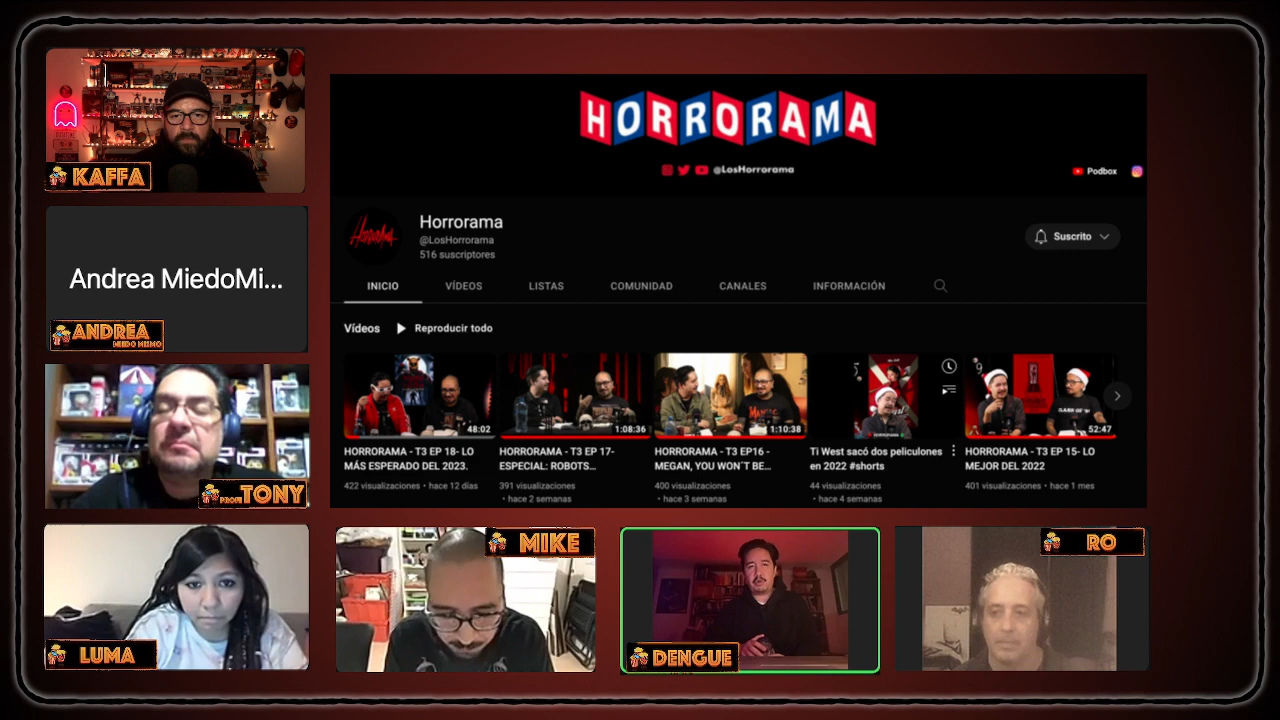 KAFFA
Andrea MiedoMi...
ANDREA
MIEDO MISMO
PROFE TONY
LUMA
MIKE
DENGUE
RO
HORRORAMA
@LosHorrorama
Podbox
Horrorama
@LosHorrorama
516 suscriptores
Suscrito
INICIO VÍDEOS LISTAS COMUNIDAD CANALES INFORMACIÓN
Vídeos Reproducir todo
48:02
HORRORAMA - T3 EP 18- LO
MÁS ESPERADO DEL 2023.
422 visualizaciones • hace 12 días
1:08:36
HORRORAMA - T3 EP 17-
ESPECIAL: ROBOTS...
391 visualizaciones
• hace 2 semanas
1:10:38
HORRORAMA - T3 EP16 -
MEGAN, YOU WON´T BE...
400 visualizaciones
• hace 3 semanas
Ti West sacó dos peliculones
en 2022 #shorts
44 visualizaciones
• hace 4 semanas
52:47
HORRORAMA - T3 EP 15- LO
MEJOR DEL 2022
401 visualizaciones • hace 1 mes